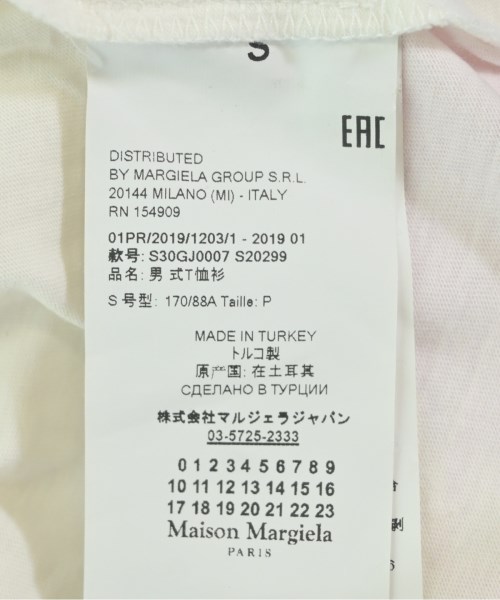 S
EAC
DISTRIBUTED
BY MARGIELA GROUP S.R.L.
20144 MILANO (MI) - ITALY
RN 154909
01PR/2019/1203/1 - 2019 01
款号: S30GJ0007 S20299
品名: 男 式T恤衫
S 号型: 170/88A Taille: P
MADE IN TURKEY
トルコ製
原产国: 在土耳其
СДЕЛАНО В ТУРЦИИ
株式会社マルジェラジャパン
03-5725-2333
0 1 2 3 4 5 6 7 8 9
10 11 12 13 14 15 16
17 18 19 20 21 22 23
Maison Margiela
PARIS